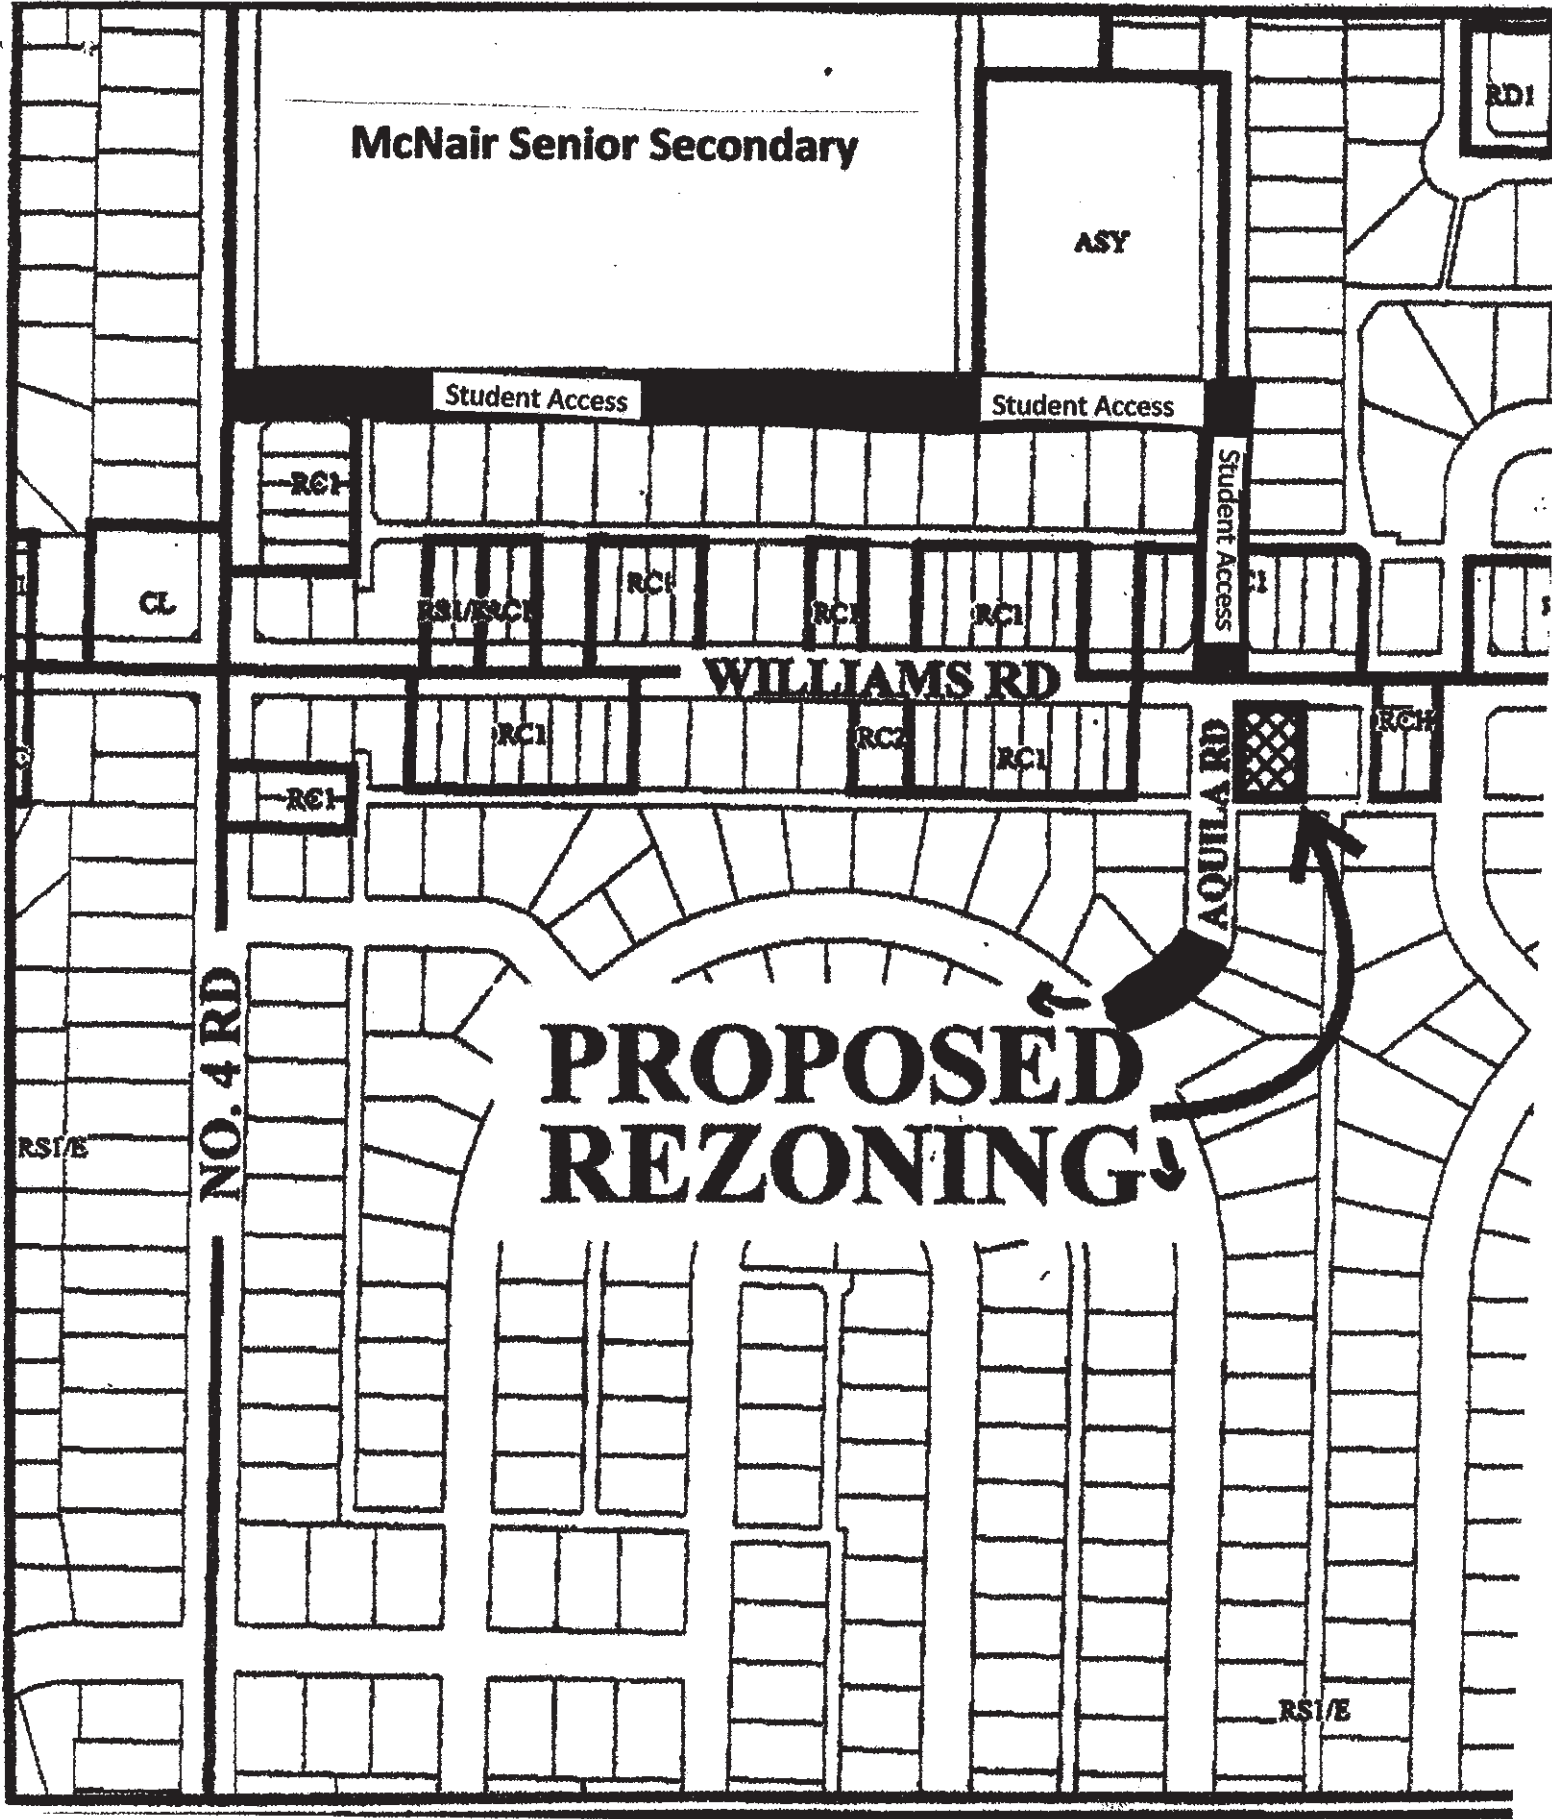 RD1
McNair Senior Secondary
ASY
Student Access
Student Access
Student Access
RC1
CL
RS1/E
RC1
RC1
RC1
RC1
C1
WILLIAMS RD
RC1
RC2
RC1
RCH
AQUILA RD
RC1
NO. 4 RD
PROPOSED
REZONING
RS1/E
RS1/E